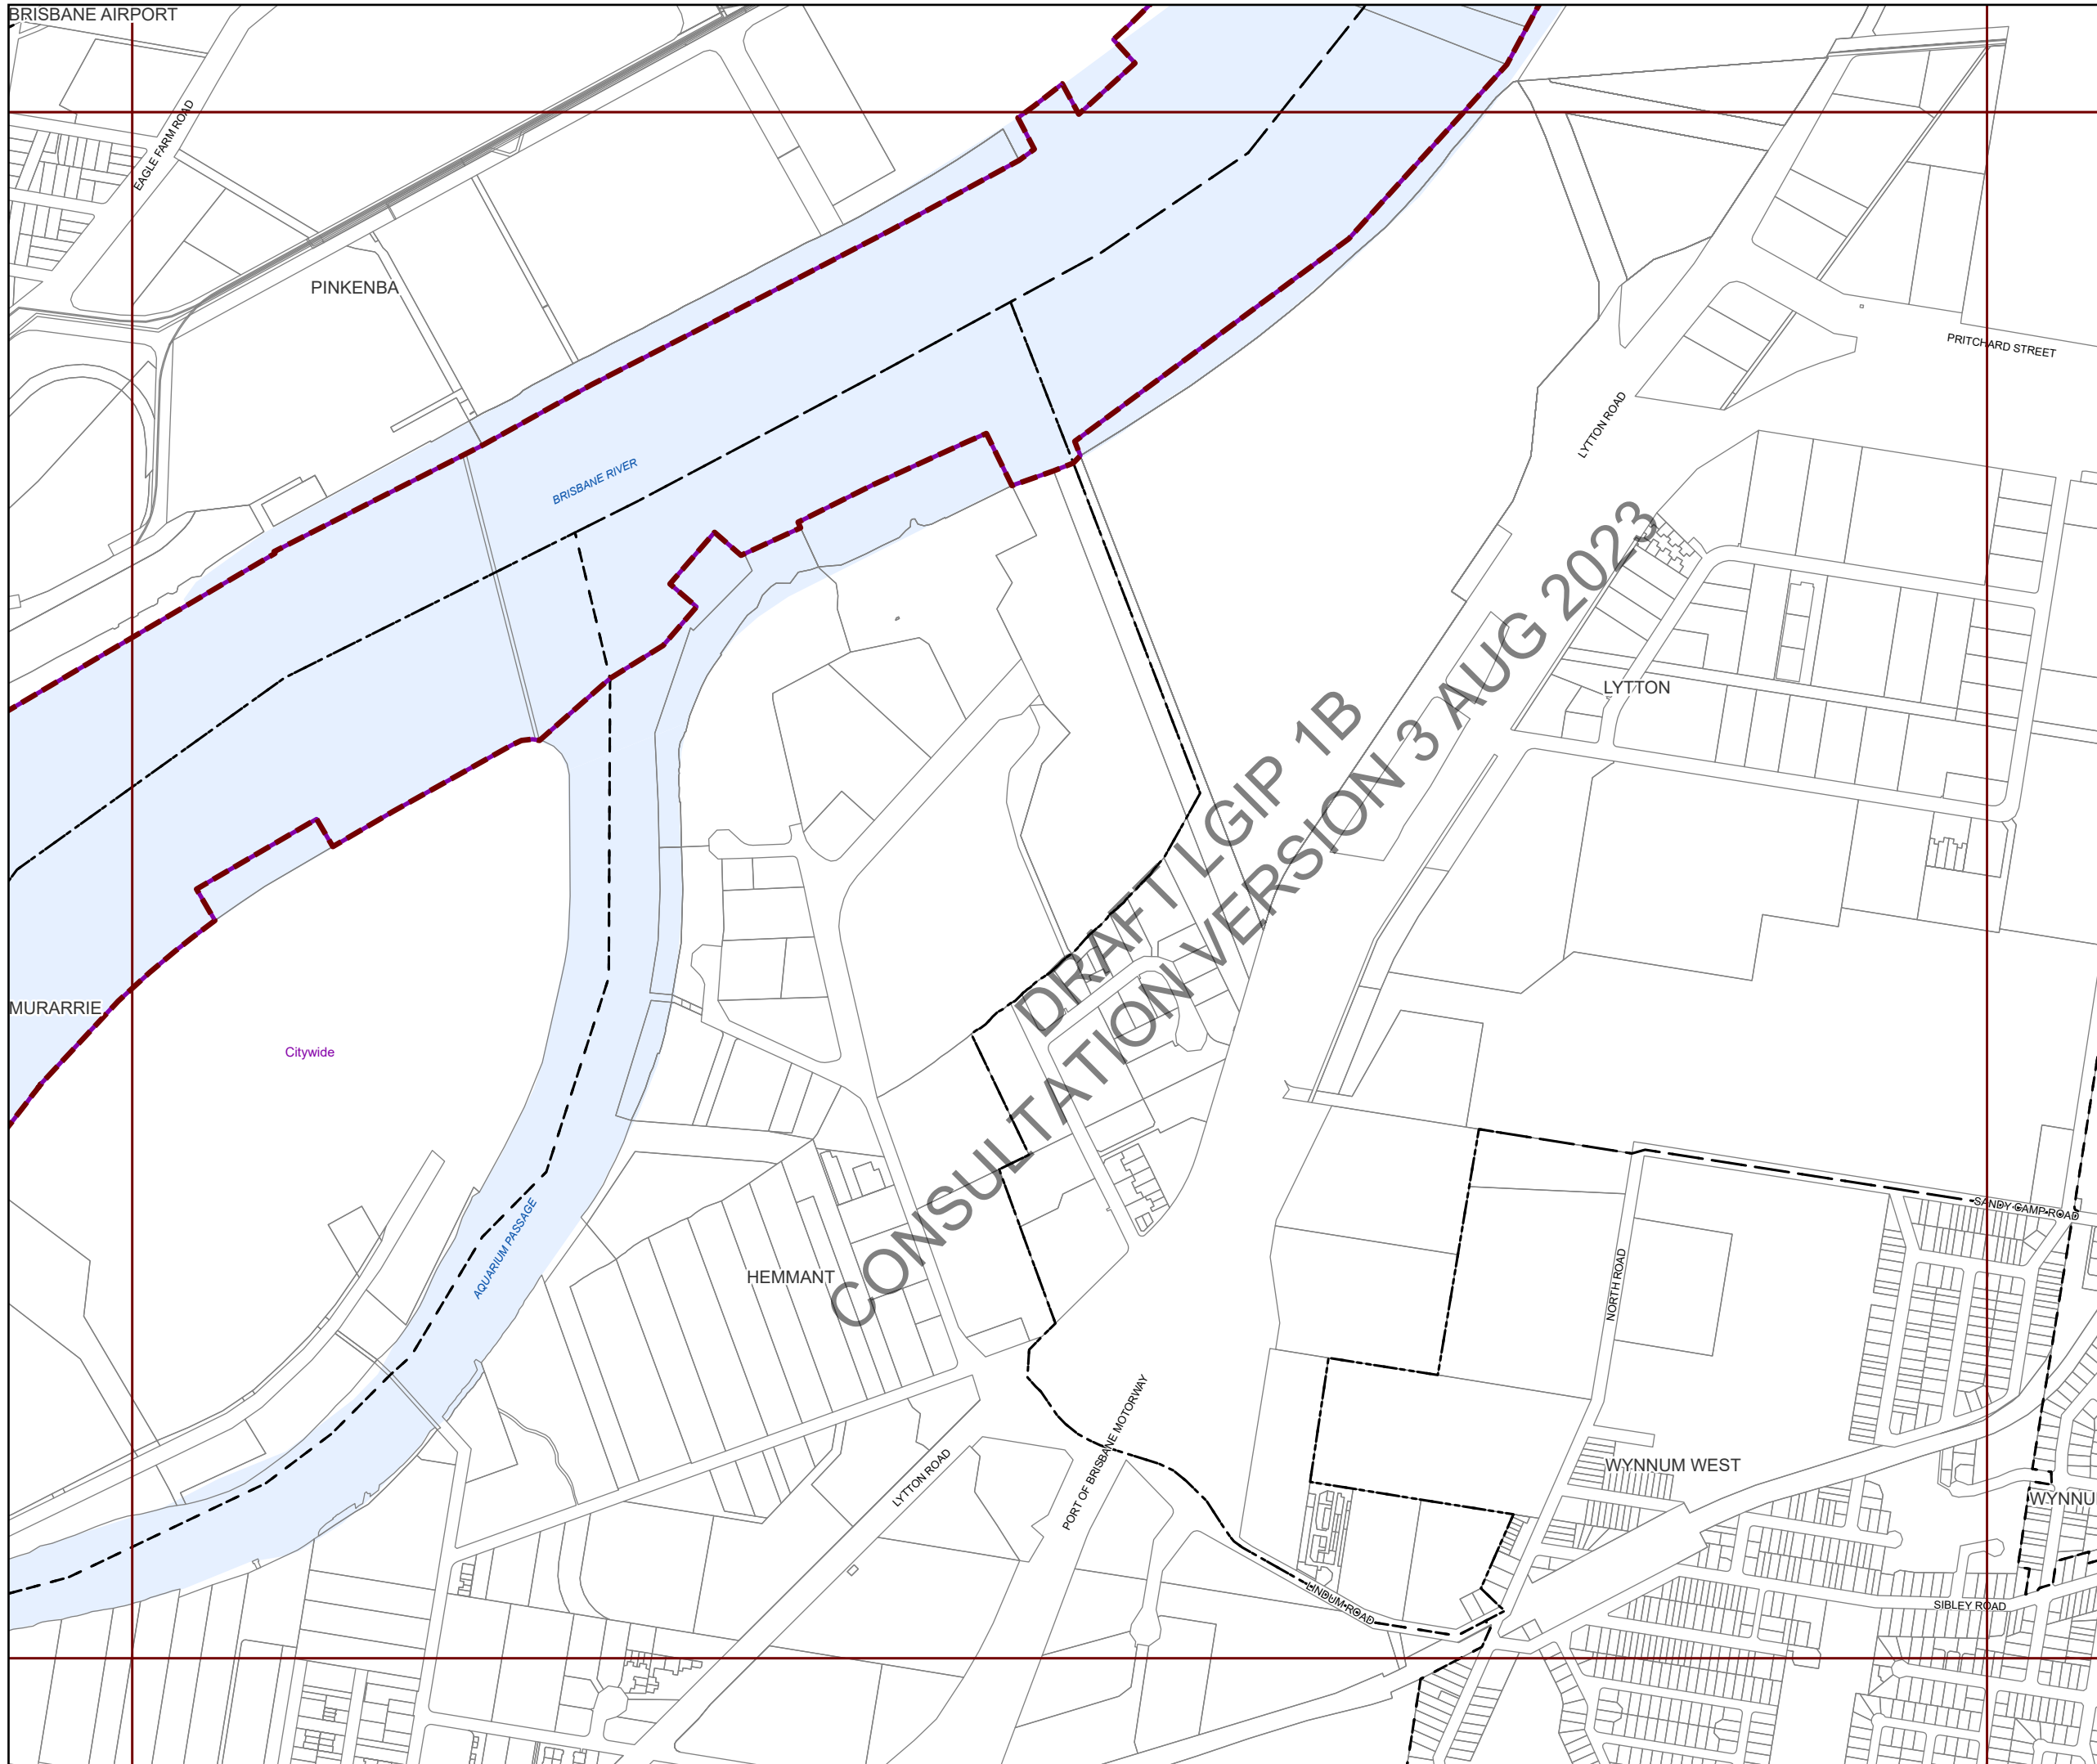 BRISBANE AIRPORT
EAGLE FARM ROAD
PINKENBA
PRITCHARD STREET
LYTTON ROAD
BRISBANE RIVER
LYTTON
DRAFT LGIP 1B
CONSULTATION VERSION 3 AUG 2023
MURARRIE
Citywide
SANDY CAMP ROAD
AQUARIUM PASSAGE
HEMMANT
NORTH ROAD
PORT OF BRISBANE MOTORWAY
LYTTON ROAD
WYNNUM WEST
WYNNU
LINDUM ROAD
SIBLEY ROAD